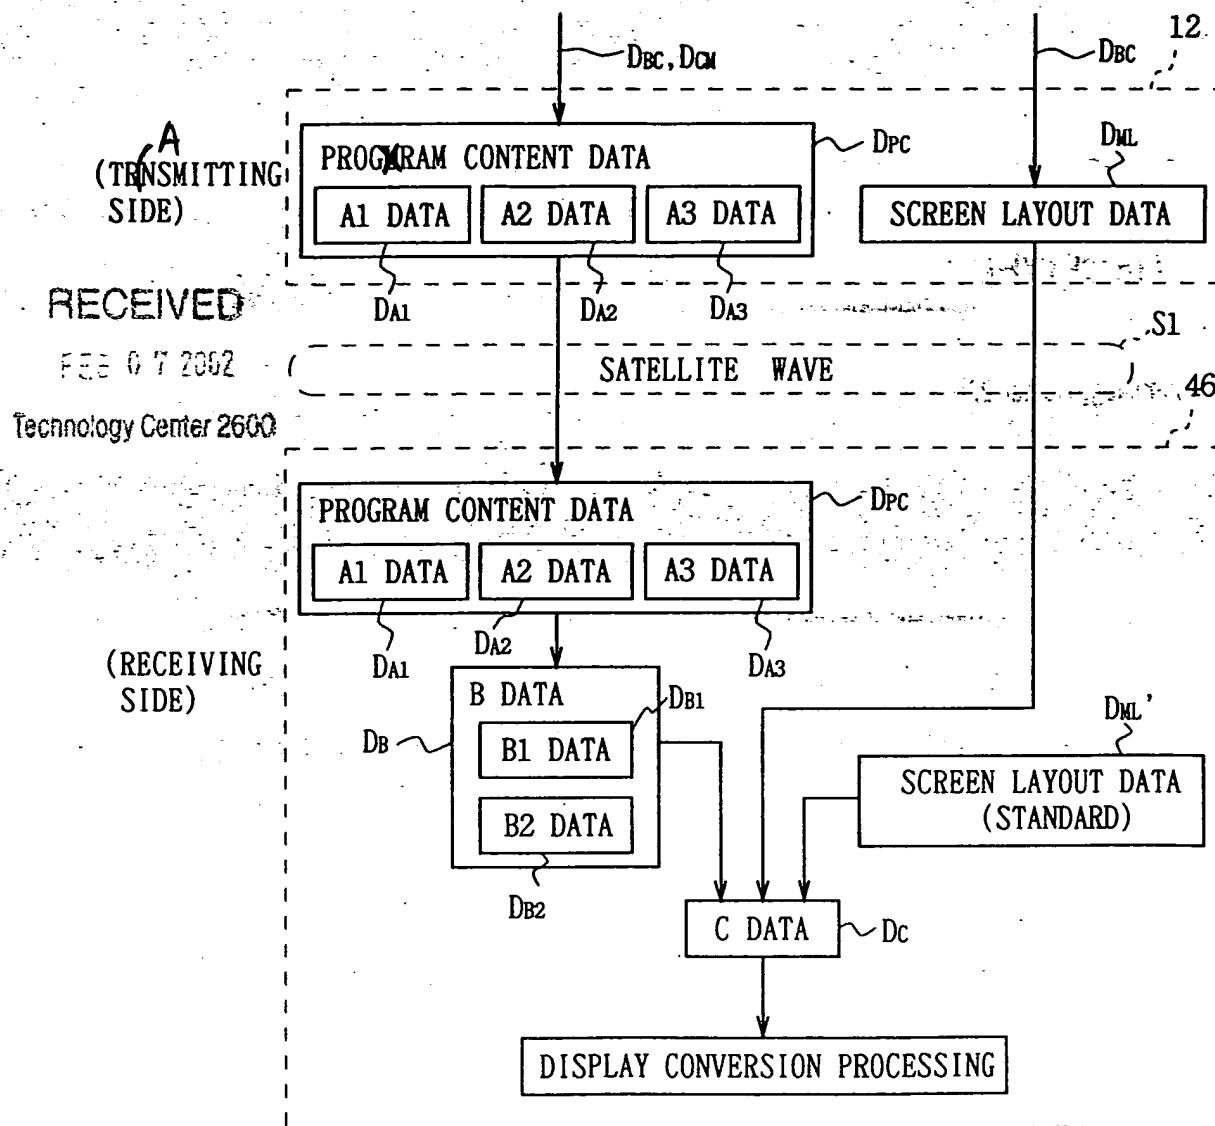 12
DBC, DCM
DBC
A
(TRNSMITTING
SIDE)
PROGRAM CONTENT DATA
DPC
DML
A1 DATA
A2 DATA
A3 DATA
SCREEN LAYOUT DATA
DA1
DA2
DA3
RECEIVED
FEB 07 2002
Technology Center 2600
S1
SATELLITE WAVE
46
PROGRAM CONTENT DATA
DPC
A1 DATA
A2 DATA
A3 DATA
DA1
DA2
DA3
(RECEIVING
SIDE)
B DATA
DB1
DB
B1 DATA
B2 DATA
DB2
DML'
SCREEN LAYOUT DATA
(STANDARD)
C DATA
DC
DISPLAY CONVERSION PROCESSING